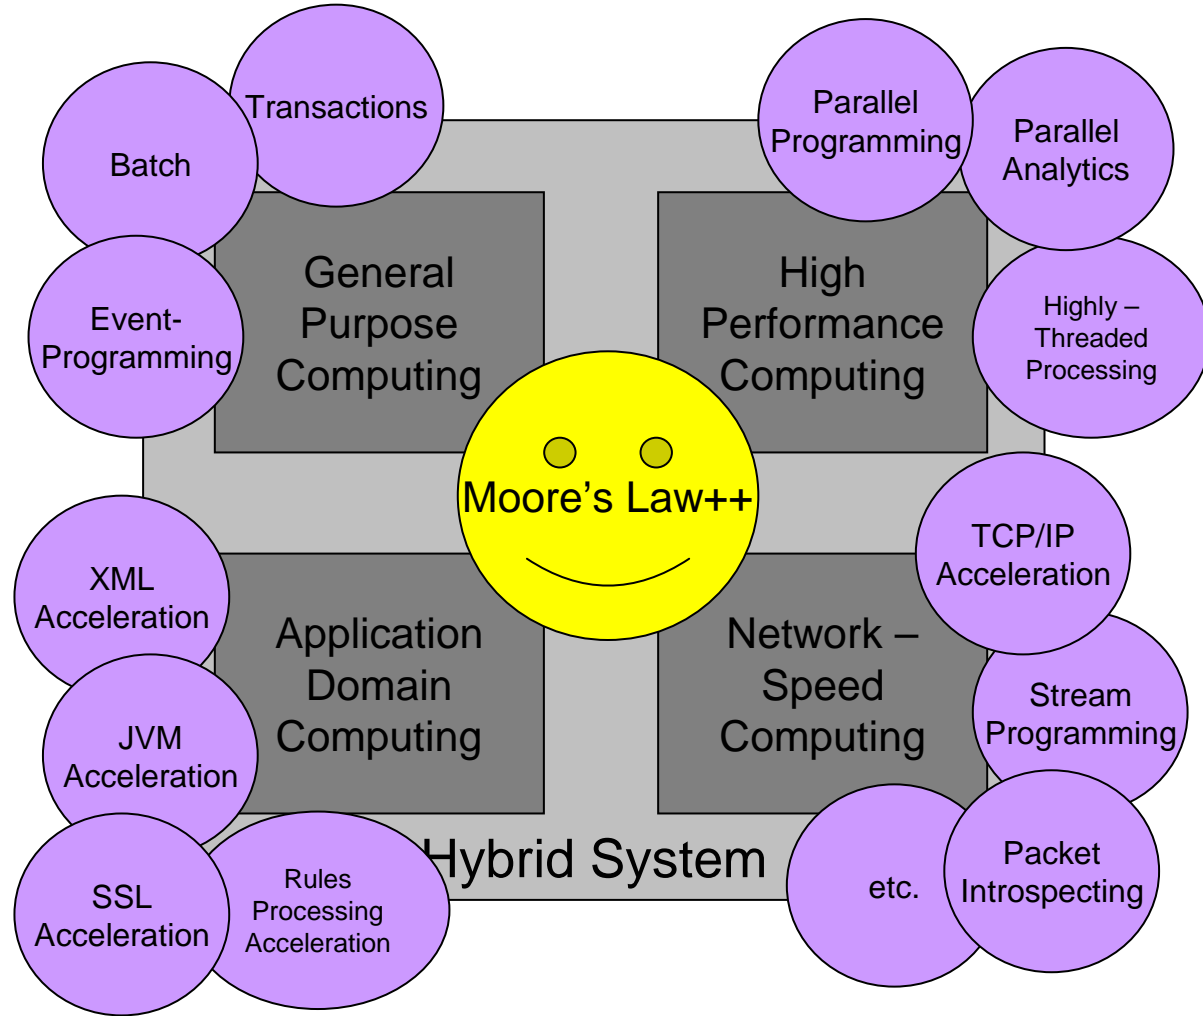 Transactions
Batch
Event-
Programming
General
Purpose
Computing
Parallel
Programming
Parallel
Analytics
Highly –
Threaded
Processing
High
Performance
Computing
Moore's Law++
XML
Acceleration
JVM
Acceleration
SSL
Acceleration
Rules
Processing
Acceleration
Application
Domain
Computing
Network –
Speed
Computing
TCP/IP
Acceleration
Stream
Programming
Packet
Introspecting
etc.
Hybrid System